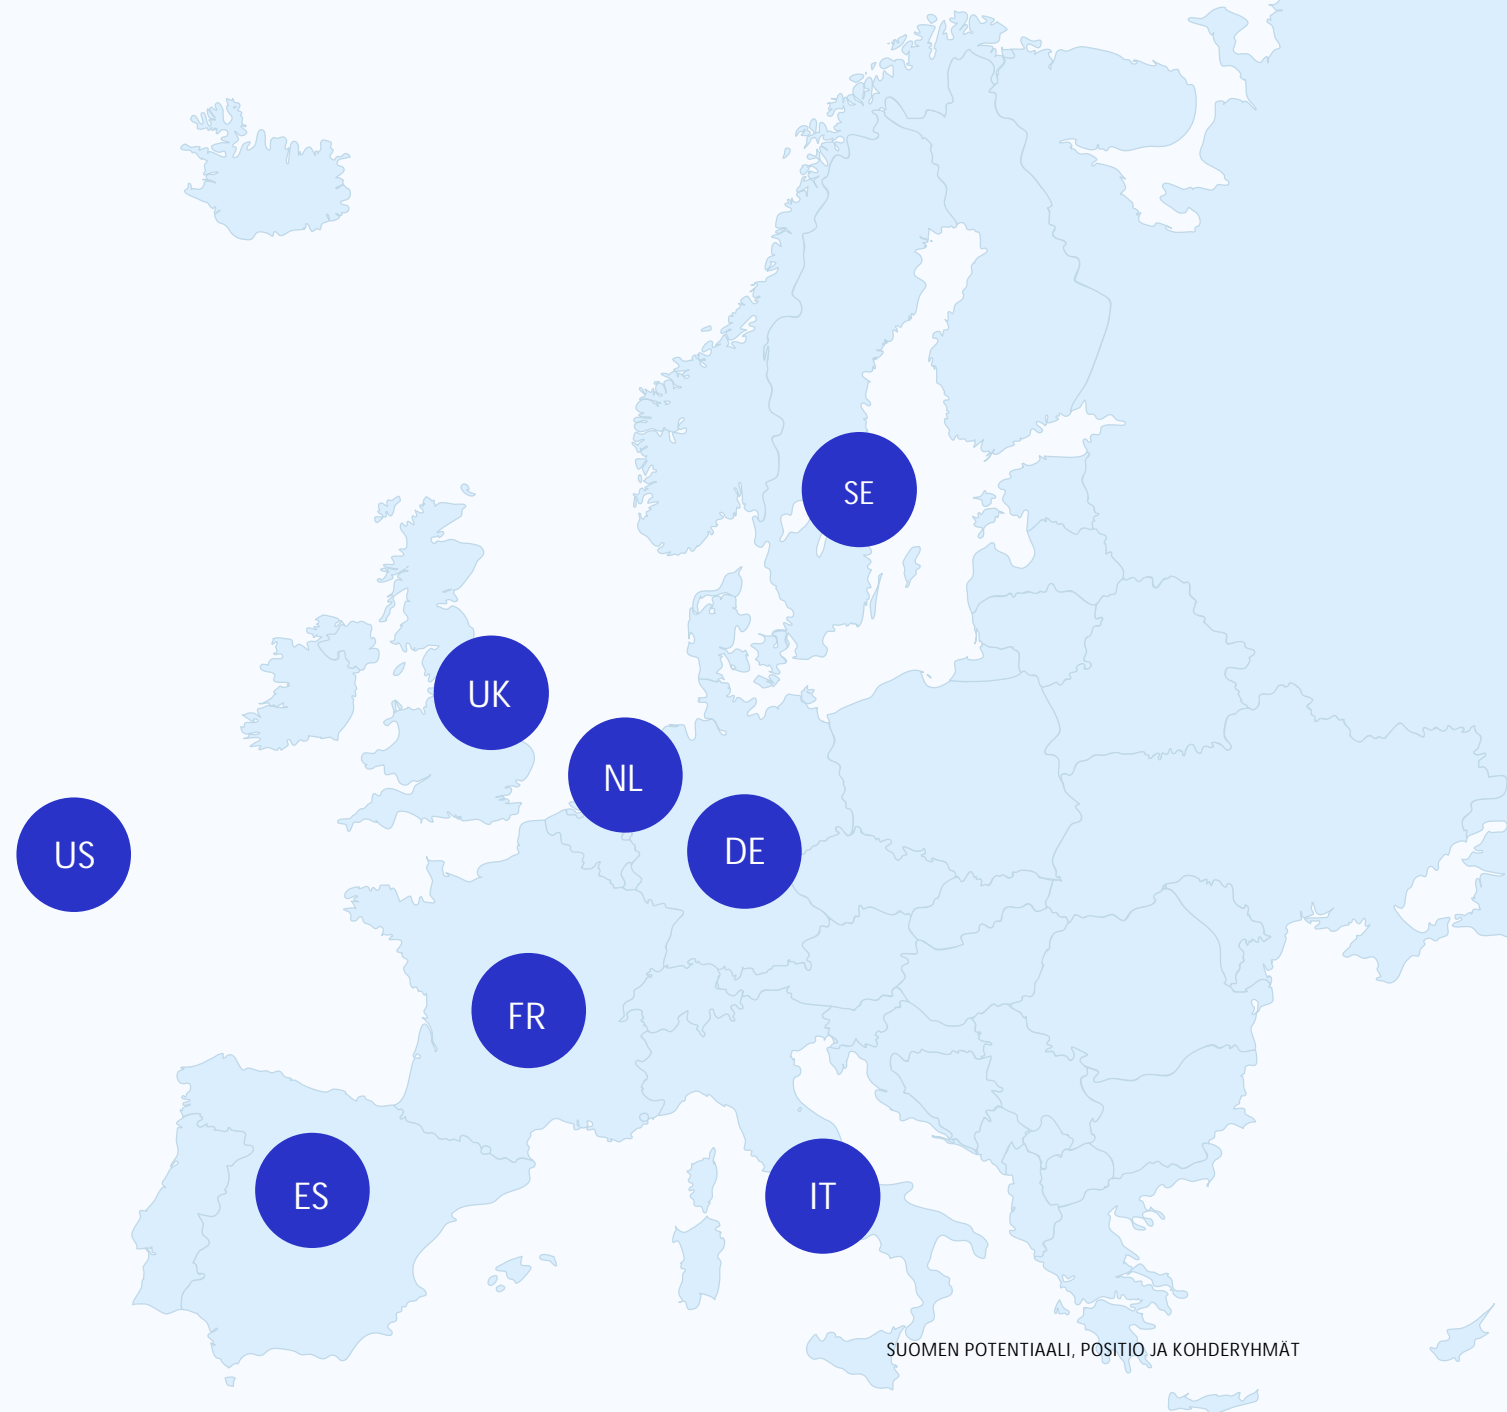 SE
UK
NL
US
DE
FR
ES
IT
SUOMEN POTENTIAALI, POSITIO JA KOHDERYHMÄT